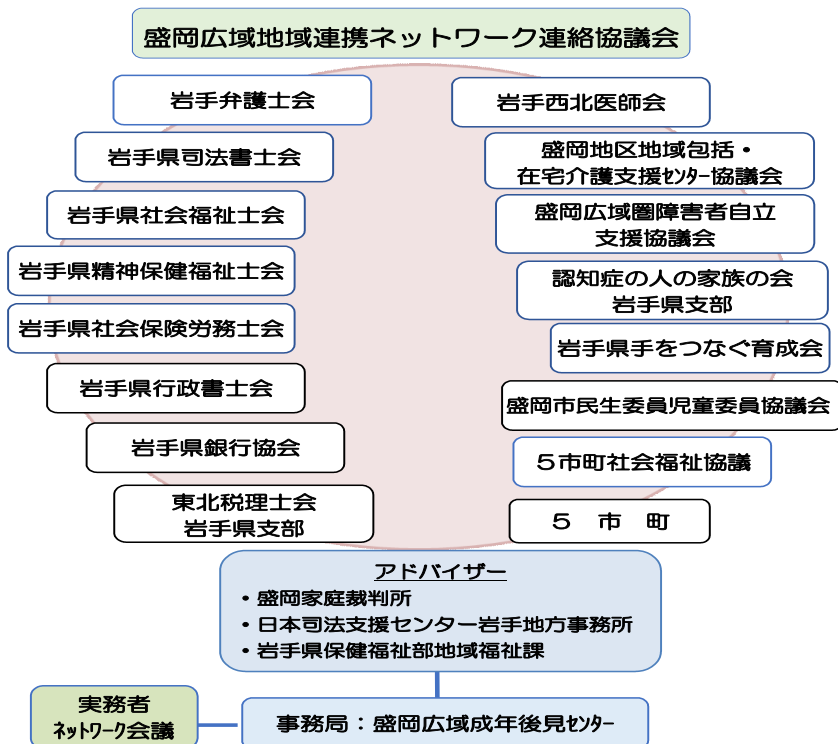 盛岡広域地域連携ネットワーク連絡協議会
岩手弁護士会
岩手県司法書士会
岩手県社会福祉士会
岩手県精神保健福祉士会
岩手県社会保険労務士会
岩手県行政書士会
岩手県銀行協会
東北税理士会
岩手県支部
岩手西北医師会
盛岡地区地域包括・
在宅介護支援ｾﾝﾀｰ協議会
盛岡広域圏障害者自立
支援協議会
認知症の人の家族の会
岩手県支部
岩手県手をつなぐ育成会
盛岡市民生委員児童委員協議会
５市町社会福祉協議
５　市　町
アドバイザー
・盛岡家庭裁判所
・日本司法支援センター岩手地方事務所
・岩手県保健福祉部地域福祉課
実務者
ﾈｯﾄﾜｰｸ会議
事務局：盛岡広域成年後見ｾﾝﾀｰ